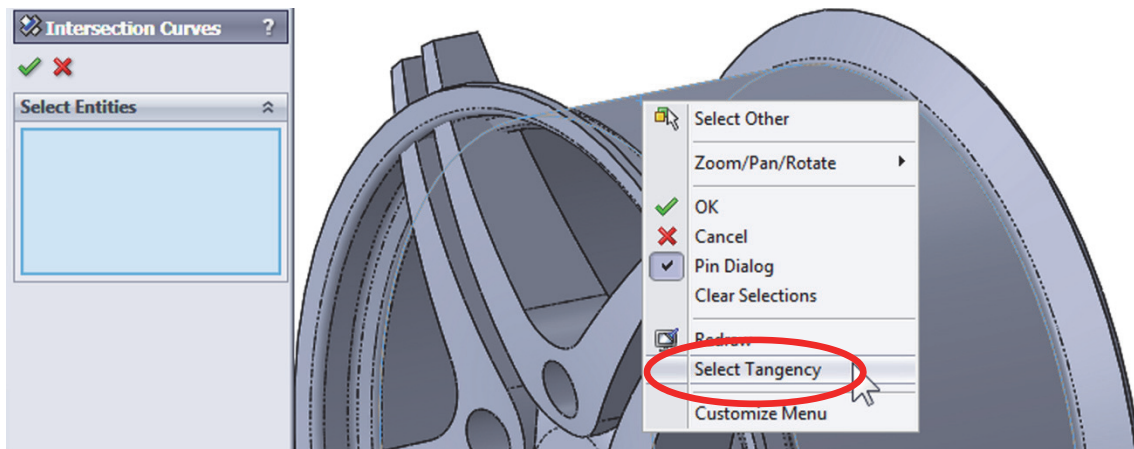 Intersection Curves ?
Select Entities
Select Other
Zoom/Pan/Rotate
OK
Cancel
Pin Dialog
Clear Selections
Redraw
Select Tangency
Customize Menu